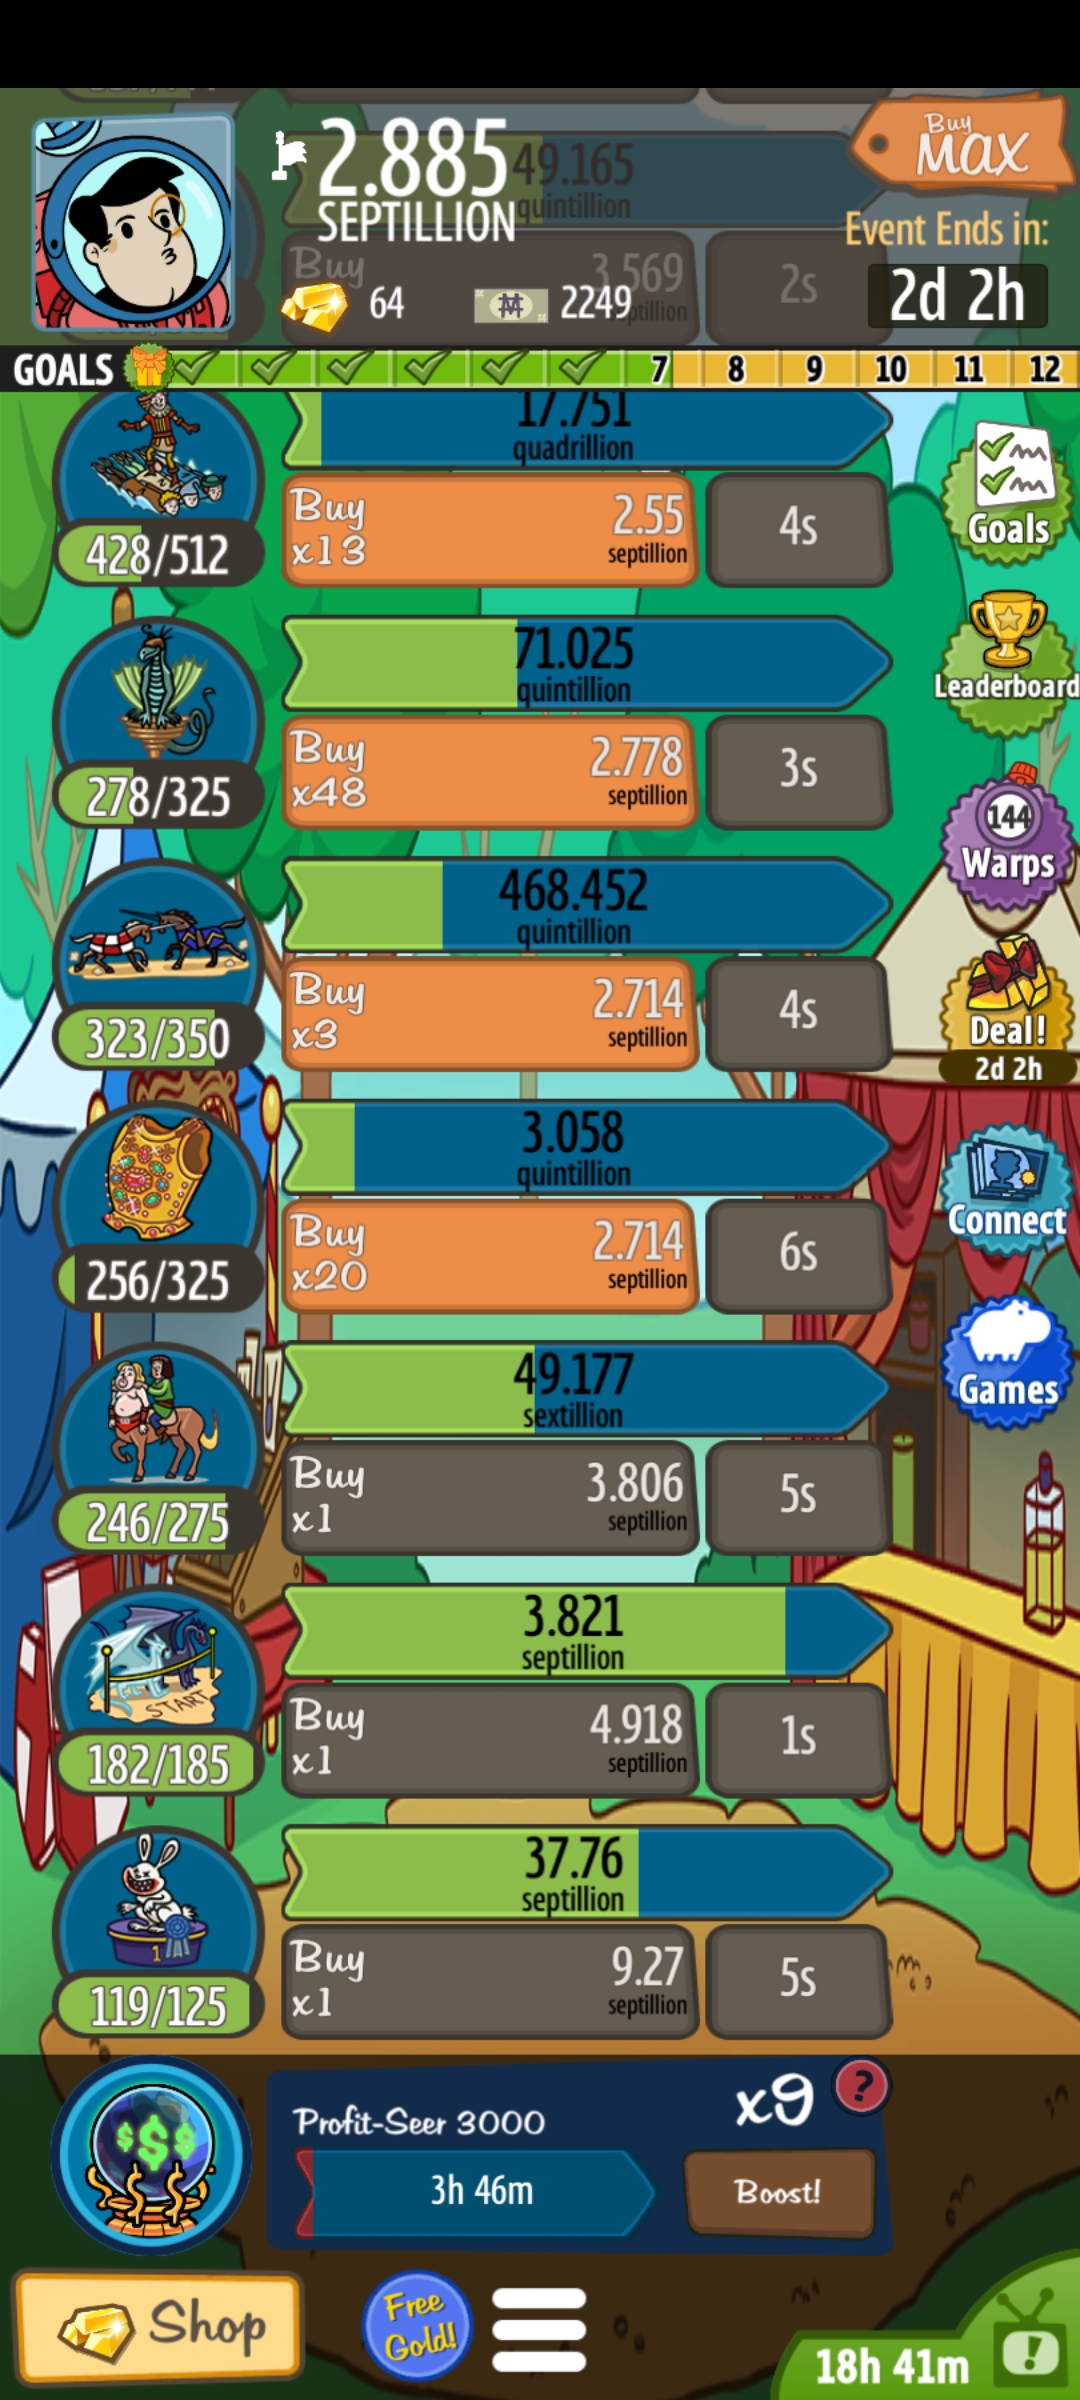 2.885
SEPTILLION
49.165
quintillion
Buy
MAX
Event Ends in:
2d 2h
Buy
3.569
2s
64
2249
GOALS
7 8 9 10 11 12
17.751
quadrillion
Buy
x13
2.55
septillion
4s
428/512
Goals
71.025
quintillion
Buy
x48
2.778
septillion
3s
278/325
Leaderboard
144
Warps
468.452
quintillion
Buy
x3
2.714
septillion
4s
323/350
Deal!
2d 2h
3.058
quintillion
Buy
x20
2.714
septillion
6s
256/325
Connect
49.177
sextillion
Buy
x1
3.806
septillion
5s
246/275
Games
START
3.821
septillion
Buy
x1
4.918
septillion
1s
182/185
37.76
septillion
1
Buy
x1
9.27
septillion
5s
119/125
$$$
Profit-Seer 3000
x9
?
3h 46m
Boost!
Shop
Free
Gold!
18h 41m
!